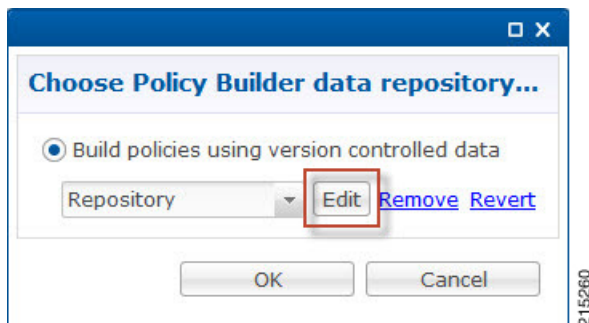 Choose Policy Builder data repository...
Build policies using version controlled data
Repository Edit Remove Revert
OK Cancel
215260